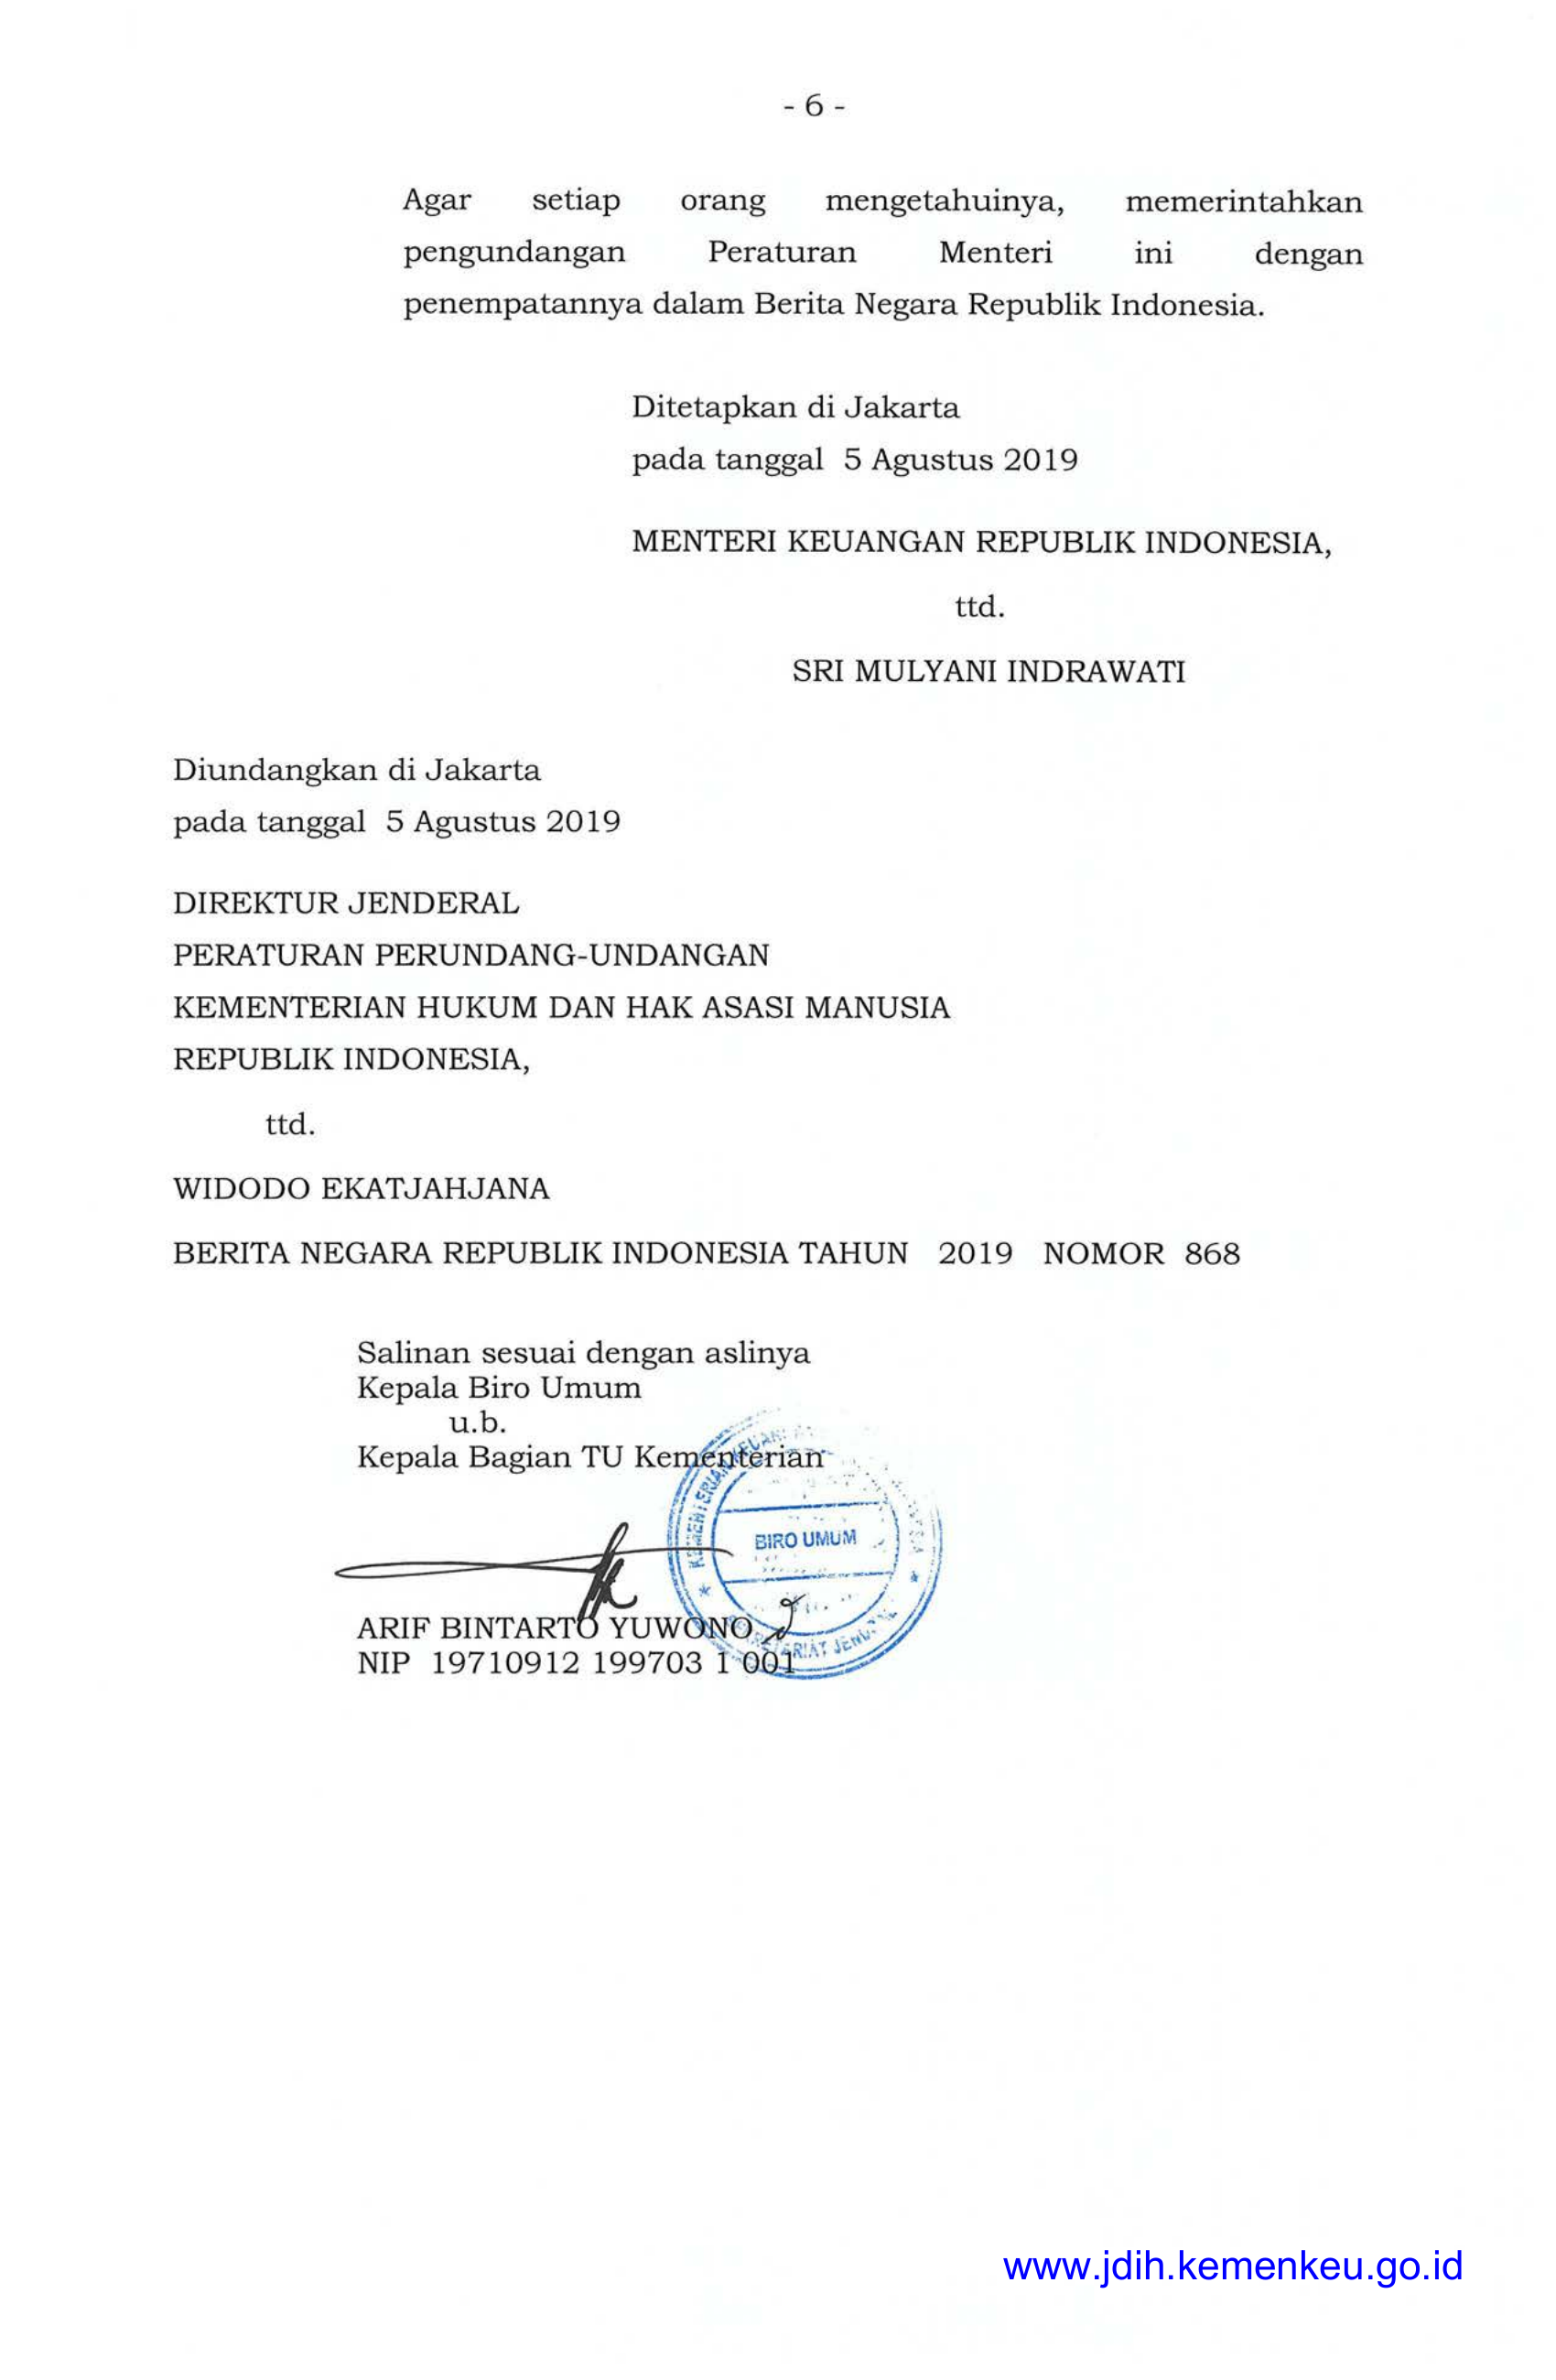 - 6 -
Agar setiap orang mengetahuinya, memerintahkan
pengundangan Peraturan Menteri ini dengan
penempatannya dalam Berita Negara Republik Indonesia.
Ditetapkan di Jakarta
pada tanggal 5 Agustus 2019
MENTERI KEUANGAN REPUBLIK INDONESIA,
ttd.
SRI MULYANI INDRAWATI
Diundangkan di Jakarta
pada tanggal 5 Agustus 2019
DIREKTUR JENDERAL
PERATURAN PERUNDANG-UNDANGAN
KEMENTERIAN HUKUM DAN HAK ASASI MANUSIA
REPUBLIK INDONESIA,
ttd.
WIDODO EKATJAHJANA
BERITA NEGARA REPUBLIK INDONESIA TAHUN 2019 NOMOR 868
Salinan sesuai dengan aslinya
Kepala Biro Umum
u.b.
Kepala Bagian TU Kementerian
KEMENTERIAN
BIRO UMUM
ARIF BINTARTO YUWONO
NIP 19710912 199703 1 001
www.jdih.kemenkeu.go.id